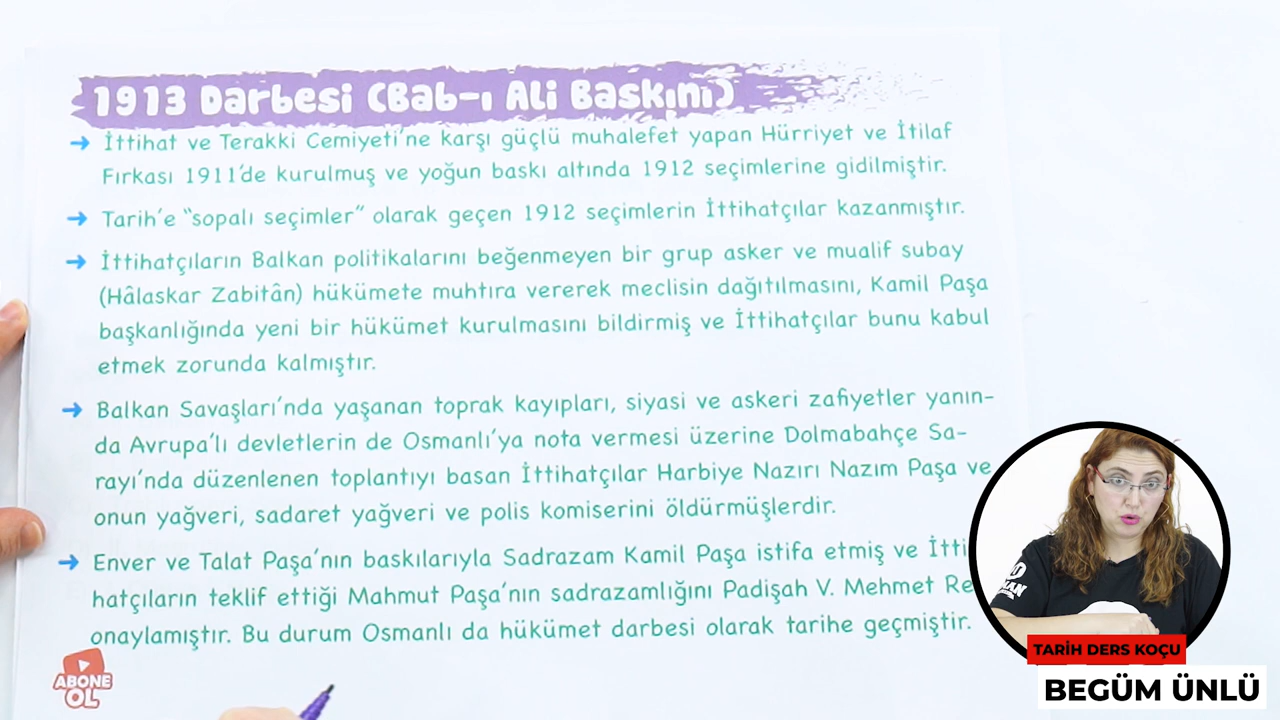 1913 Darbesi (Bab-ı Ali Baskını)
➜ İttihat ve Terakki Cemiyeti'ne karşı güçlü muhalefet yapan Hürriyet ve İtilaf
Fırkası 1911'de kurulmuş ve yoğun baskı altında 1912 seçimlerine gidilmiştir.
➜ Tarih'e "sopalı seçimler" olarak geçen 1912 seçimlerin İttihatçılar kazanmıştır.
➜ İttihatçıların Balkan politikalarını beğenmeyen bir grup asker ve mualif subay
(Hâlaskar Zabitân) hükümete muhtıra vererek meclisin dağıtılmasını, Kamil Paşa
başkanlığında yeni bir hükümet kurulmasını bildirmiş ve İttihatçılar bunu kabul
etmek zorunda kalmıştır.
➜ Balkan Savaşları'nda yaşanan toprak kayıpları, siyasi ve askeri zafiyetler yanın-
da Avrupa'lı devletlerin de Osmanlı'ya nota vermesi üzerine Dolmabahçe Sa-
rayı'nda düzenlenen toplantıyı basan İttihatçılar Harbiye Nazırı Nazım Paşa ve
onun yağveri, sadaret yağveri ve polis komiserini öldürmüşlerdir.
➜ Enver ve Talat Paşa'nın baskılarıyla Sadrazam Kamil Paşa istifa etmiş ve İtti
hatçıların teklif ettiği Mahmut Paşa'nın sadrazamlığını Padişah V. Mehmet Re
onaylamıştır. Bu durum Osmanlı da hükümet darbesi olarak tarihe geçmiştir.
ABONE
OL
TARİH DERS KOÇU
BEGÜM ÜNLÜ